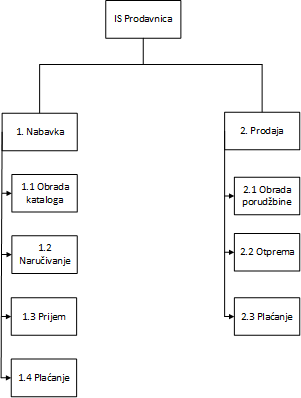 IS Prodavnica
1. Nabavka
2. Prodaja
1.1 Obrada
kataloga
2.1 Obrada
porudžbine
1.2
Naručivanje
2.2 Otprema
1.3 Prijem
2.3 Plaćanje
1.4 Plaćanje